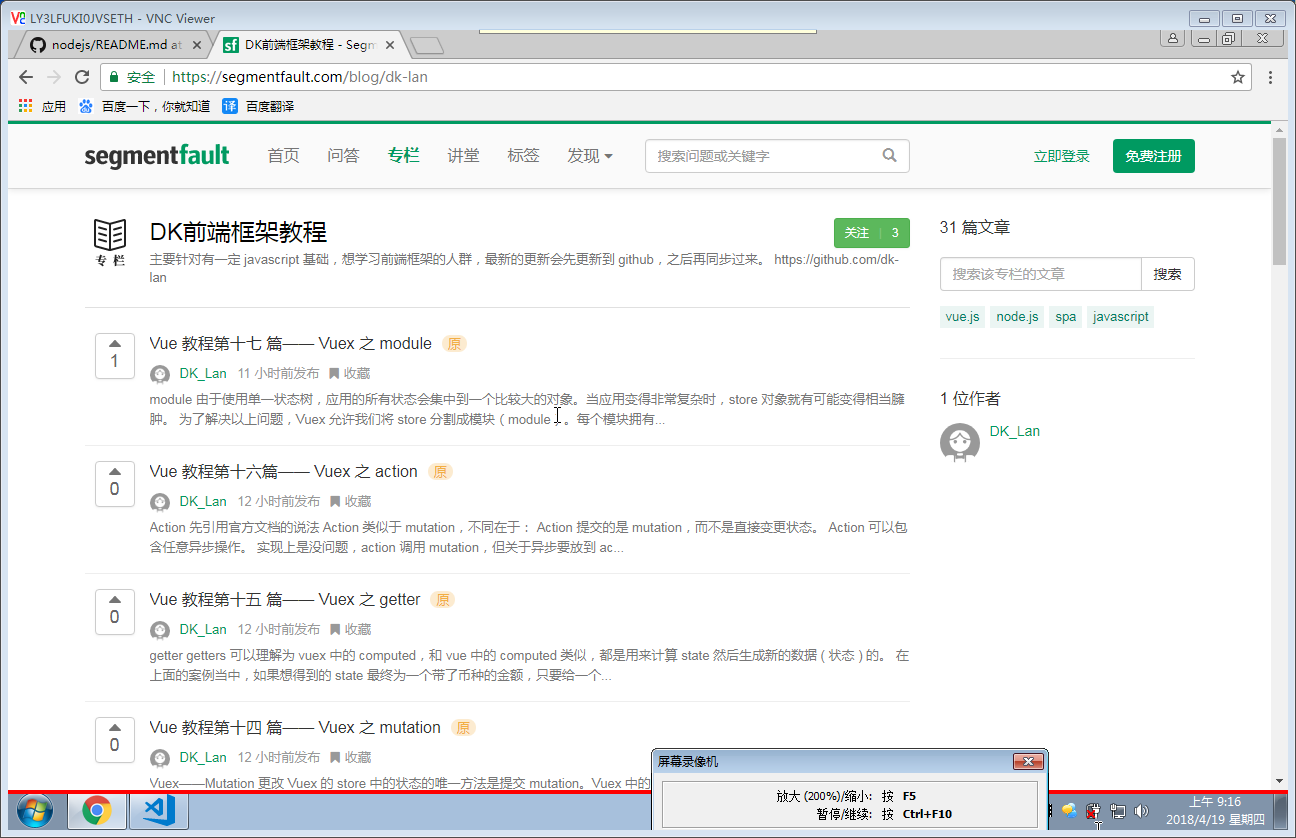 LY3LFUKI0JVSETH - VNC Viewer
nodejs/README.md at
DK前端框架教程 - Segm
安全 https://segmentfault.com/blog/dk-lan
应用 百度一下，你就知道 译 百度翻译
segmentfault 首页 问答 专栏 讲堂 标签 发现 搜索问题或关键字 立即登录 免费注册
专 栏
DK前端框架教程
关注 3
主要针对有一定 javascript 基础，想学习前端框架的人群，最新的更新会先更新到 github，之后再同步过来。 https://github.com/dk-
lan
31 篇文章
搜索该专栏的文章 搜索
vue.js node.js spa javascript
1 位作者
DK_Lan
1
Vue 教程第十七 篇—— Vuex 之 module 原
DK_Lan 11 小时前发布 收藏
module 由于使用单一状态树，应用的所有状态会集中到一个比较大的对象。当应用变得非常复杂时，store 对象就有可能变得相当臃
肿。 为了解决以上问题，Vuex 允许我们将 store 分割成模块（module）。每个模块拥有...
0
Vue 教程第十六篇—— Vuex 之 action 原
DK_Lan 12 小时前发布 收藏
Action 先引用官方文档的说法 Action 类似于 mutation，不同在于： Action 提交的是 mutation，而不是直接变更状态。 Action 可以包
含任意异步操作。 实现上是没问题，action 调用 mutation，但关于异步要放到 ac...
0
Vue 教程第十五 篇—— Vuex 之 getter 原
DK_Lan 12 小时前发布 收藏
getter getters 可以理解为 vuex 中的 computed，和 vue 中的 computed 类似，都是用来计算 state 然后生成新的数据 ( 状态 ) 的。 在
上面的案例当中，如果想得到的 state 最终为一个带了币种的金额，只要给一个...
0
Vue 教程第十四 篇—— Vuex 之 mutation 原
DK_Lan 12 小时前发布 收藏
Vuex——Mutation 更改 Vuex 的 store 中的状态的唯一方法是提交 mutation。Vuex 中的
屏幕录像机
放大 (200%)/缩小: 按 F5
暂停/继续: 按 Ctrl+F10
上午 9:16
2018/4/19 星期四